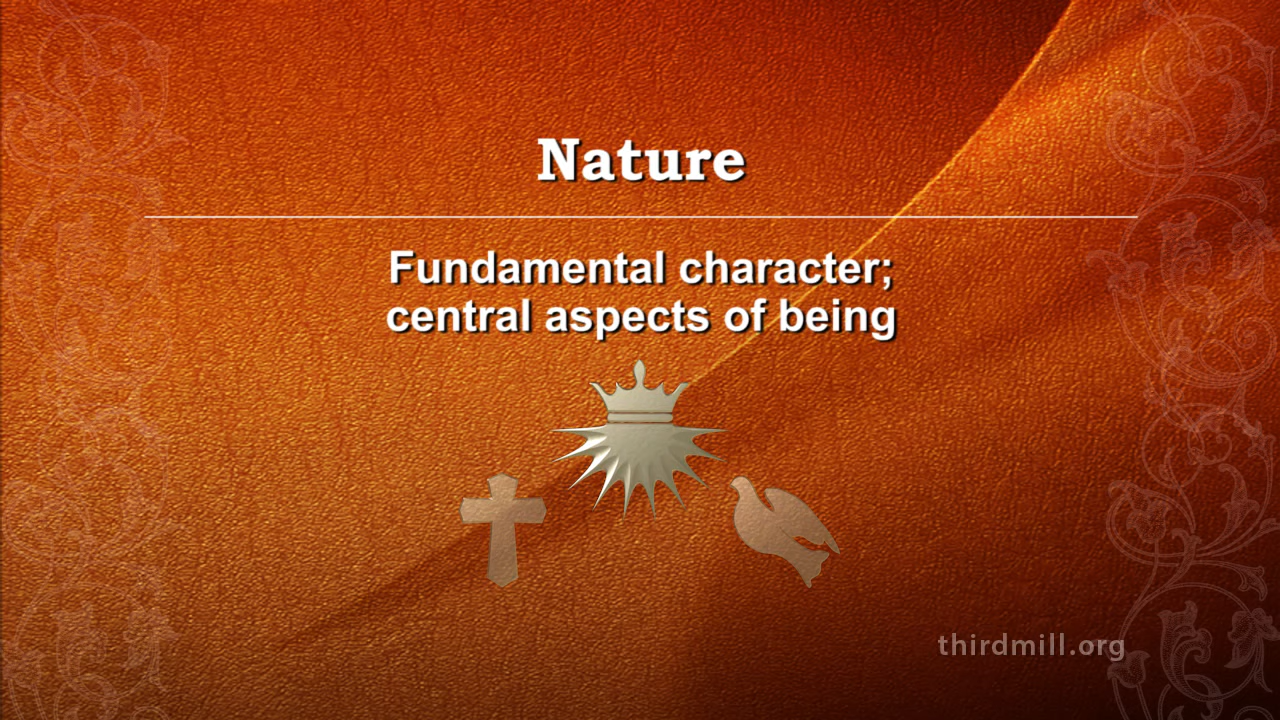 Nature
Fundamental character;
central aspects of being
thirdmill.org